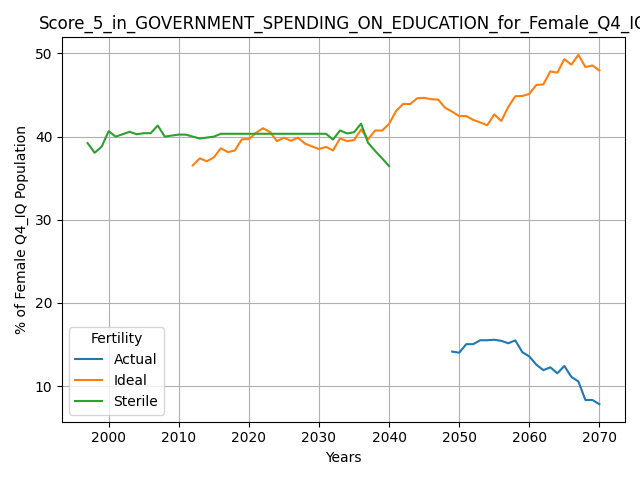 Score_5_in_GOVERNMENT_SPENDING_ON_EDUCATION_for_Female_Q4_IQ
50
40
30
20
10
% of Female Q4_IQ Population
Fertility
Actual
Ideal
Sterile
2000 2010 2020 2030 2040 2050 2060 2070
Years